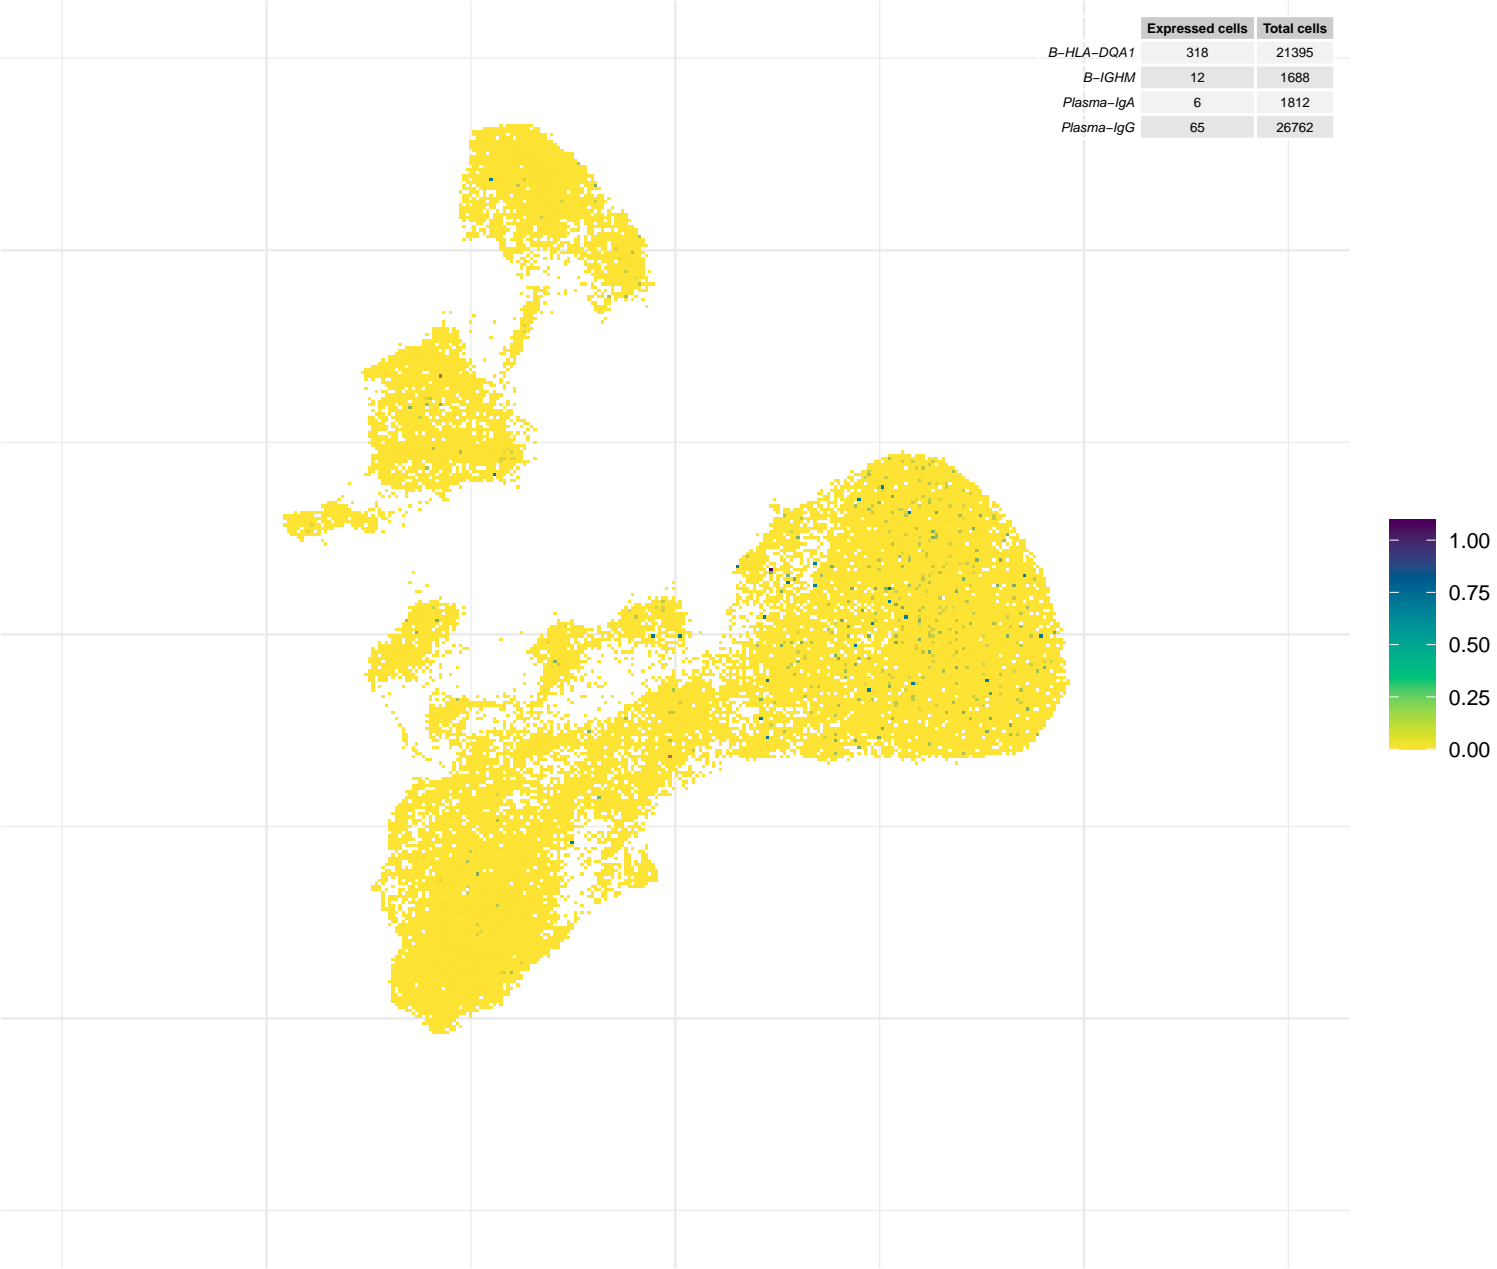 Expressed cells Total cells
B−HLA−DQA1 318 21395
B−IGHM 12 1688
Plasma−IgA 6 1812
Plasma−IgG 65 26762
1.00
0.75
0.50
0.25
0.00